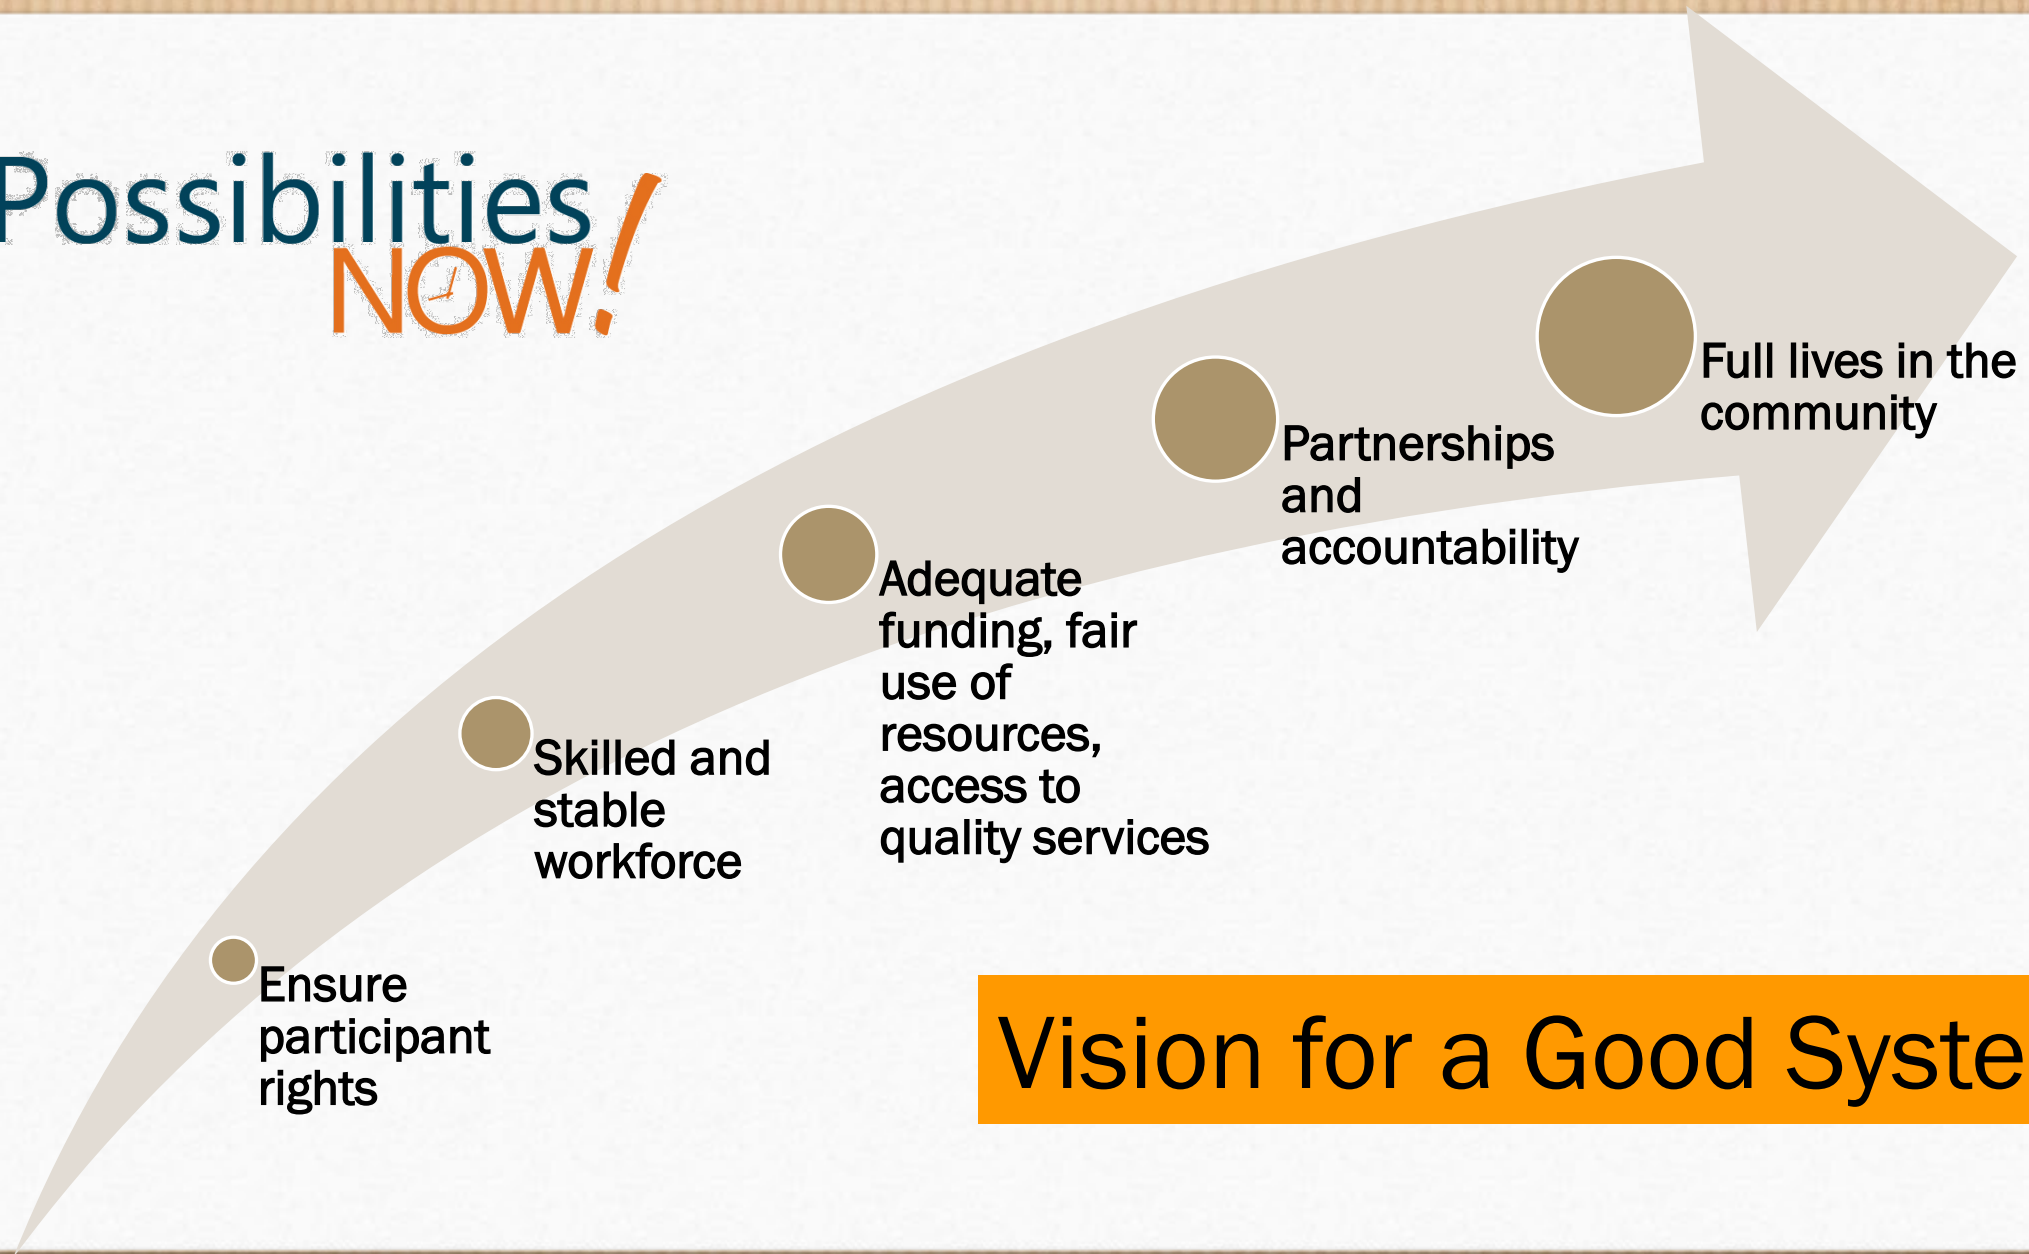 Possibilities
NOW!
Full lives in the
community
Partnerships
and
accountability
Adequate
funding, fair
use of
resources,
access to
quality services
Skilled and
stable
workforce
Ensure
participant
rights
Vision for a Good Syste